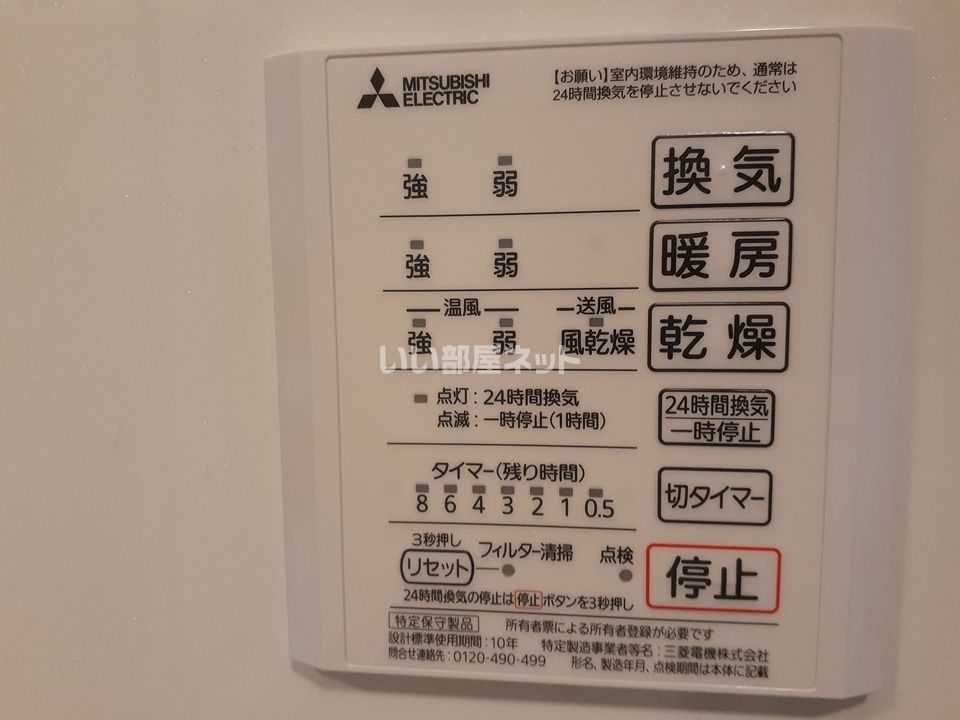 MITSUBISHI
ELECTRIC
【お願い】室内環境維持のため、通常は
24時間換気を停止させないでください
強 弱 換気
強 弱 暖房
温風 送風
強 弱 風乾燥 乾燥
いい部屋ネット
点灯:24時間換気
点滅:一時停止(1時間)
24時間換気
一時停止
タイマー(残り時間)
8 6 4 3 2 1 0.5
切タイマー
3秒押し
リセット フィルター清掃 点検
停止
24時間換気の停止は 停止 ボタンを3秒押し
特定保守製品 所有者票による所有者登録が必要です
設計標準使用期間:10年 特定製造事業者等名:三菱電機株式会社
問合せ連絡先:0120-490-499 形名、製造年月、点検期間は本体に記載